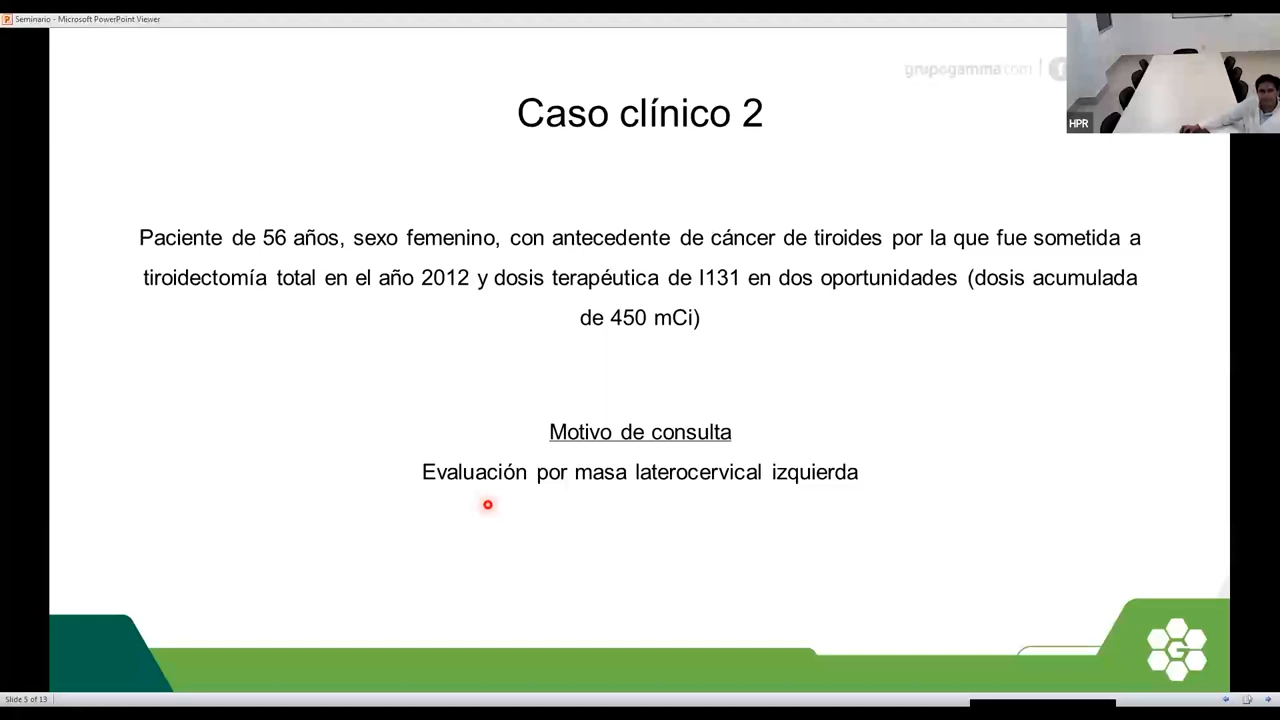 Seminario - Microsoft PowerPoint Viewer
grupogamma.com
HPR
Caso clínico 2
Paciente de 56 años, sexo femenino, con antecedente de cáncer de tiroides por la que fue sometida a
tiroidectomía total en el año 2012 y dosis terapéutica de I131 en dos oportunidades (dosis acumulada
de 450 mCi)
Motivo de consulta
Evaluación por masa laterocervical izquierda
G
Slide 5 of 13